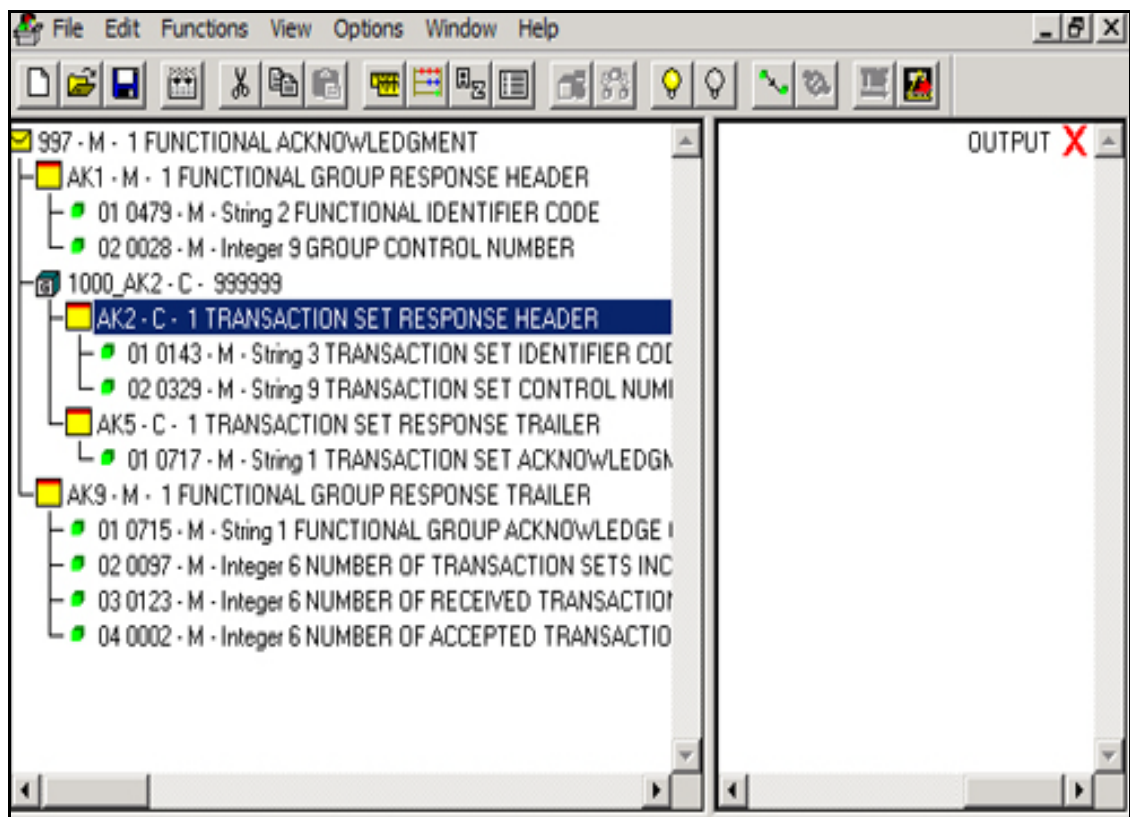 File Edit Functions View Options Window Help
997 - M - 1 FUNCTIONAL ACKNOWLEDGMENT
AK1 - M - 1 FUNCTIONAL GROUP RESPONSE HEADER
01 0479 - M - String 2 FUNCTIONAL IDENTIFIER CODE
02 0028 - M - Integer 9 GROUP CONTROL NUMBER
1000_AK2 - C - 999999
AK2 - C - 1 TRANSACTION SET RESPONSE HEADER
01 0143 - M - String 3 TRANSACTION SET IDENTIFIER COD
02 0329 - M - String 9 TRANSACTION SET CONTROL NUM
AK5 - C - 1 TRANSACTION SET RESPONSE TRAILER
01 0717 - M - String 1 TRANSACTION SET ACKNOWLEDGM
AK9 - M - 1 FUNCTIONAL GROUP RESPONSE TRAILER
01 0715 - M - String 1 FUNCTIONAL GROUP ACKNOWLEDGE
02 0097 - M - Integer 6 NUMBER OF TRANSACTION SETS INC
03 0123 - M - Integer 6 NUMBER OF RECEIVED TRANSACTION
04 0002 - M - Integer 6 NUMBER OF ACCEPTED TRANSACTIO
OUTPUT